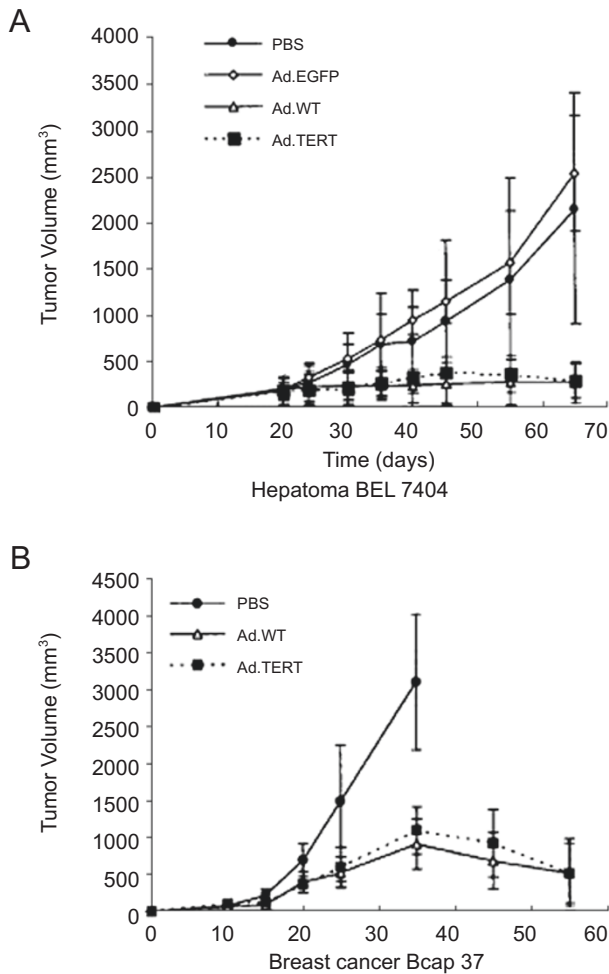 A
Tumor Volume (mm³)
4000
3500
3000
2500
2000
1500
1000
500
0
PBS
Ad.EGFP
Ad.WT
Ad.TERT
0 10 20 30 40 50 60 70
Time (days)
Hepatoma BEL 7404
B
Tumor Volume (mm³)
4500
4000
3500
3000
2500
2000
1500
1000
500
0
PBS
Ad.WT
Ad.TERT
0 10 20 30 40 50 60
Breast cancer Bcap 37